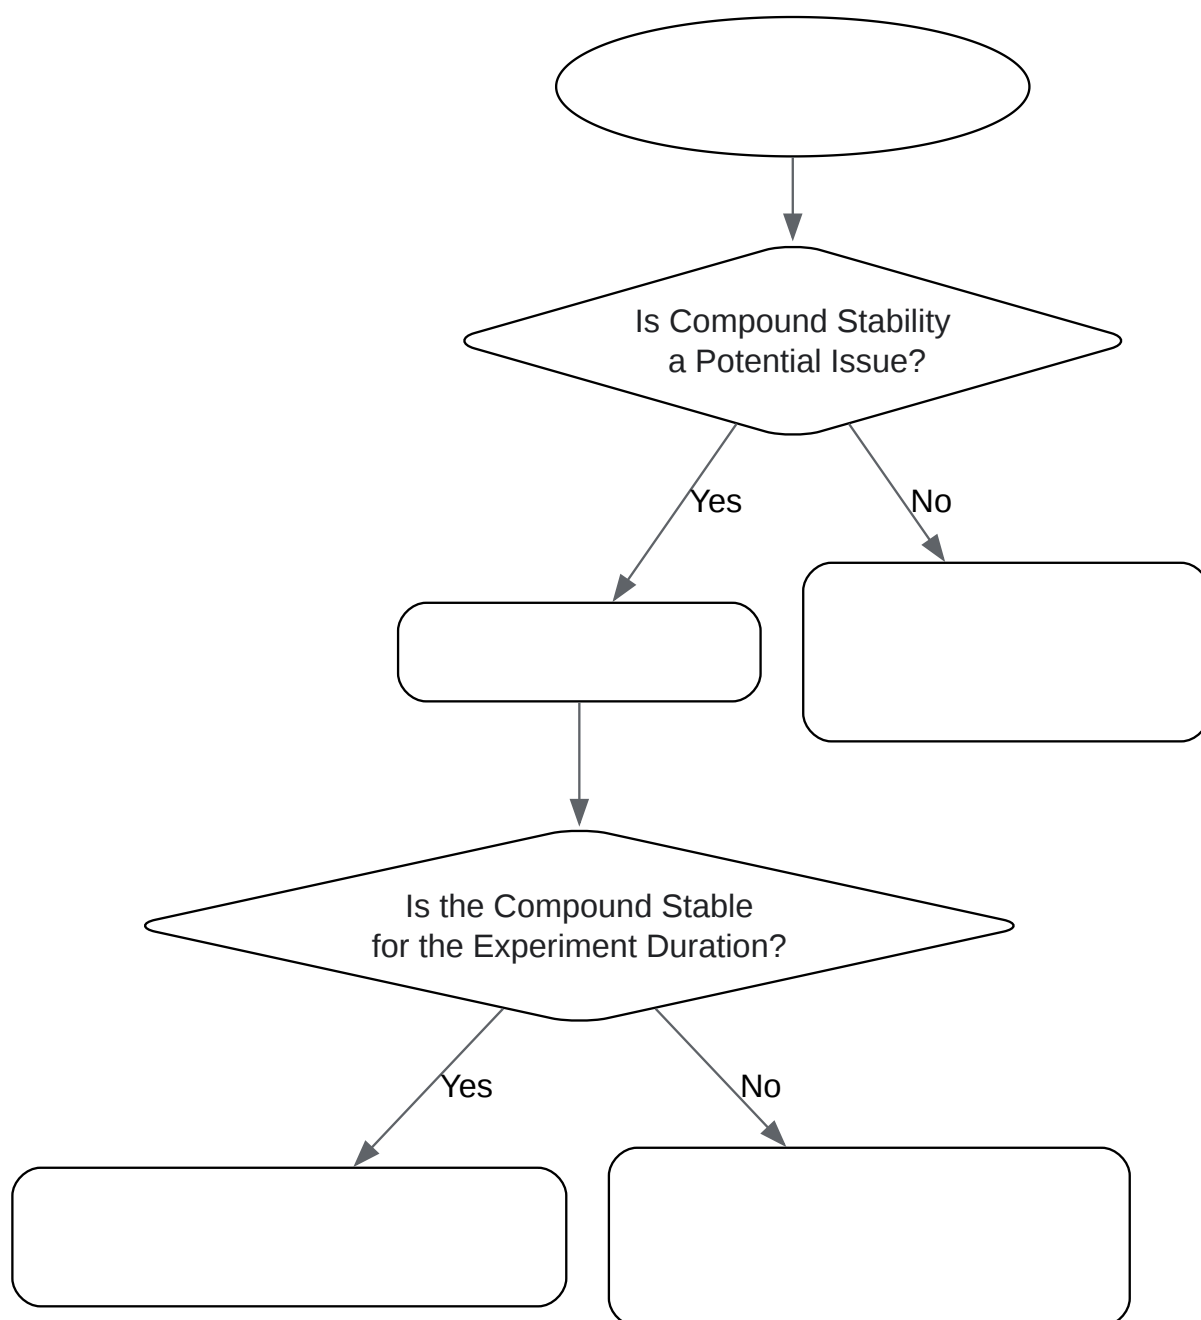 Is Compound Stability
a Potential Issue?
Yes
No
Is the Compound Stable
for the Experiment Duration?
Yes
No